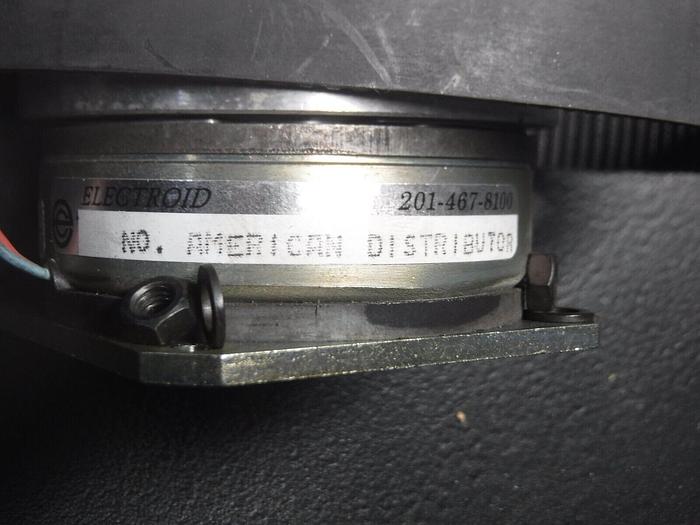 ELECTROID 201-467-8100
e NO. AMERICAN DISTRIBUTOR